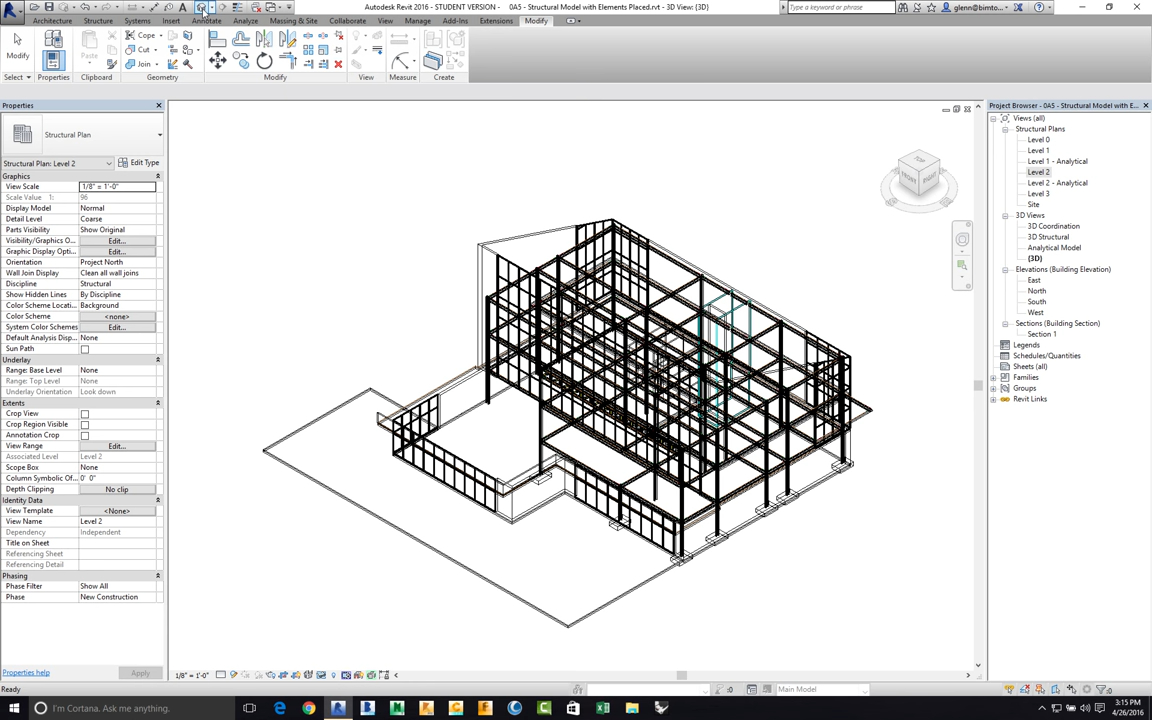 Autodesk Revit 2016 - STUDENT VERSION - 0A5 - Structural Model with Elements Placed.rvt - 3D View: {3D}
Type a keyword or phrase
glenn@bimto...
Architecture Structure Systems Insert Annotate Analyze Massing & Site Collaborate View Manage Add-Ins Extensions Modify
Modify
Properties
Paste
Cope
Cut
Join
Select Properties Clipboard Geometry Modify View Measure Create
Properties
Structural Plan
Structural Plan: Level 2 Edit Type
Graphics
View Scale 1/8" = 1'-0"
Scale Value 1: 96
Display Model Normal
Detail Level Coarse
Parts Visibility Show Original
Visibility/Graphics O... Edit...
Graphic Display Opti... Edit...
Orientation Project North
Wall Join Display Clean all wall joins
Discipline Structural
Show Hidden Lines By Discipline
Color Scheme Locati... Background
Color Scheme <none>
System Color Schemes Edit...
Default Analysis Disp... None
Sun Path
Underlay
Range: Base Level None
Range: Top Level None
Underlay Orientation Look down
Extents
Crop View
Crop Region Visible
Annotation Crop
View Range Edit...
Associated Level Level 2
Scope Box None
Column Symbolic Of... 0' 0"
Depth Clipping No clip
Identity Data
View Template <None>
View Name Level 2
Dependency Independent
Title on Sheet
Referencing Sheet
Referencing Detail
Phasing
Phase Filter Show All
Phase New Construction
Properties help Apply
TOP
FRONT RIGHT
Project Browser - 0A5 - Structural Model with E...
Views (all)
Structural Plans
Level 0
Level 1
Level 1 - Analytical
Level 2
Level 2 - Analytical
Level 3
Site
3D Views
3D Coordination
3D Structural
Analytical Model
{3D}
Elevations (Building Elevation)
East
North
South
West
Sections (Building Section)
Section 1
Legends
Schedules/Quantities
Sheets (all)
Families
Groups
Revit Links
1/8" = 1'-0"
Ready
:0
Main Model
:0
I'm Cortana. Ask me anything.
3:15 PM
4/26/2016